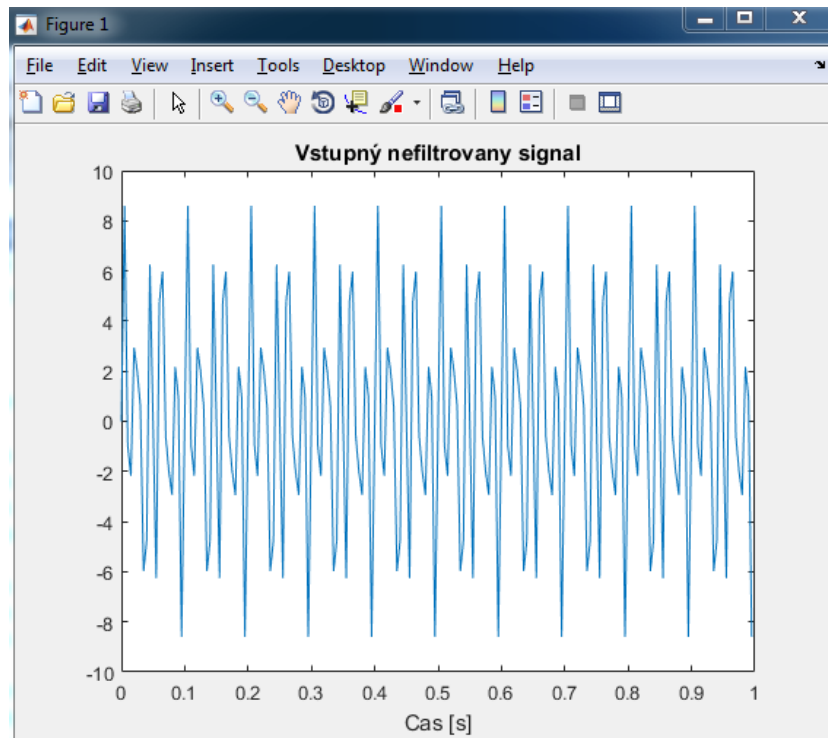 Figure 1
File Edit View Insert Tools Desktop Window Help
Vstupný nefiltrovany signal
10
8
6
4
2
0
-2
-4
-6
-8
-10
0 0.1 0.2 0.3 0.4 0.5 0.6 0.7 0.8 0.9 1
Cas [s]